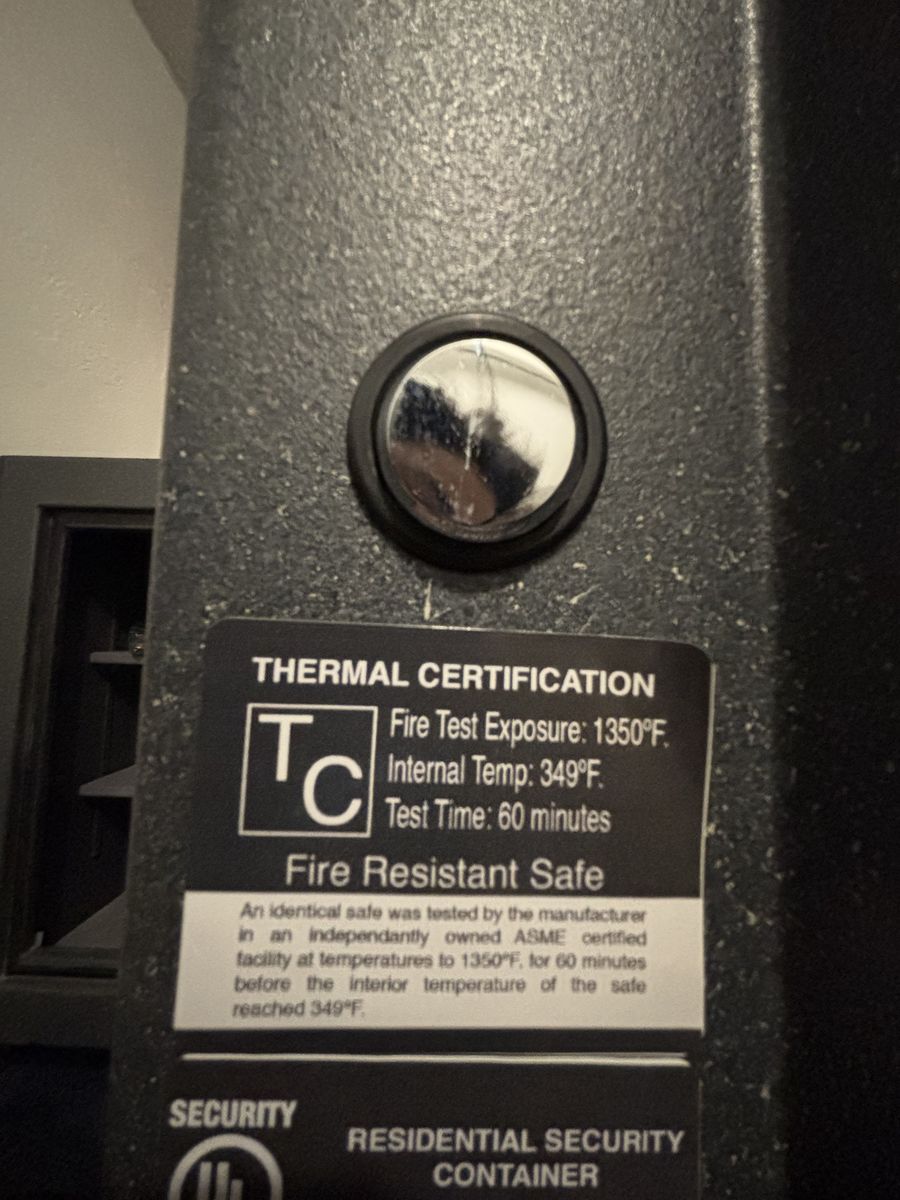 THERMAL CERTIFICATION
TC
Fire Test Exposure: 1350ºF.
Internal Temp: 349ºF.
Test Time: 60 minutes
Fire Resistant Safe
An identical safe was tested by the manufacturer
in an independantly owned ASME certified
facility at temperatures to 1350ºF, for 60 minutes
before the interior temperature of the safe
reached 349ºF.
SECURITY
UL
RESIDENTIAL SECURITY
CONTAINER